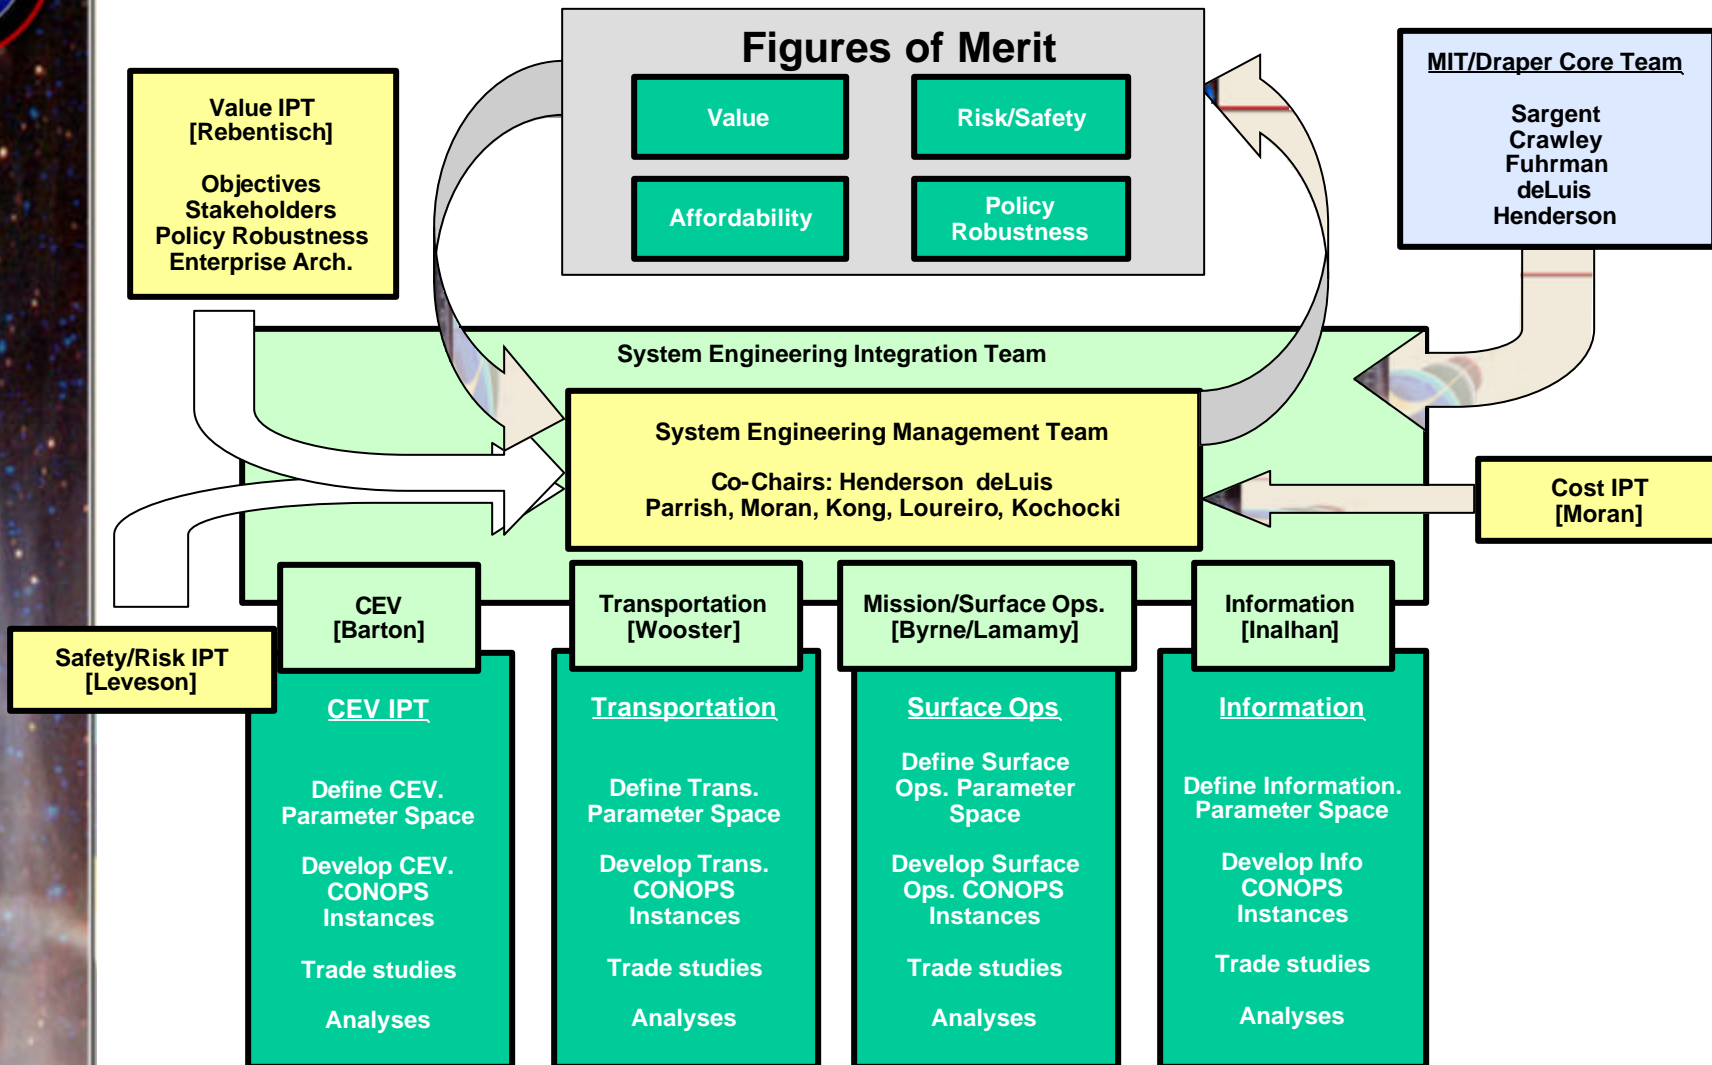 Figures of Merit
Value
Risk/Safety
Affordability
Policy
Robustness
Value IPT
[Rebentisch]
Objectives
Stakeholders
Policy Robustness
Enterprise Arch.
MIT/Draper Core Team
Sargent
Crawley
Fuhrman
deLuis
Henderson
System Engineering Integration Team
System Engineering Management Team
Co-Chairs: Henderson deLuis
Parrish, Moran, Kong, Loureiro, Kochocki
Cost IPT
[Moran]
Safety/Risk IPT
[Leveson]
CEV
[Barton]
Transportation
[Wooster]
Mission/Surface Ops.
[Byrne/Lamamy]
Information
[Inalhan]
CEV IPT
Define CEV.
Parameter Space
Develop CEV.
CONOPS
Instances
Trade studies
Analyses
Transportation
Define Trans.
Parameter Space
Develop Trans.
CONOPS
Instances
Trade studies
Analyses
Surface Ops
Define Surface
Ops. Parameter
Space
Develop Surface
Ops. CONOPS
Instances
Trade studies
Analyses
Information
Define Information.
Parameter Space
Develop Info
CONOPS
Instances
Trade studies
Analyses